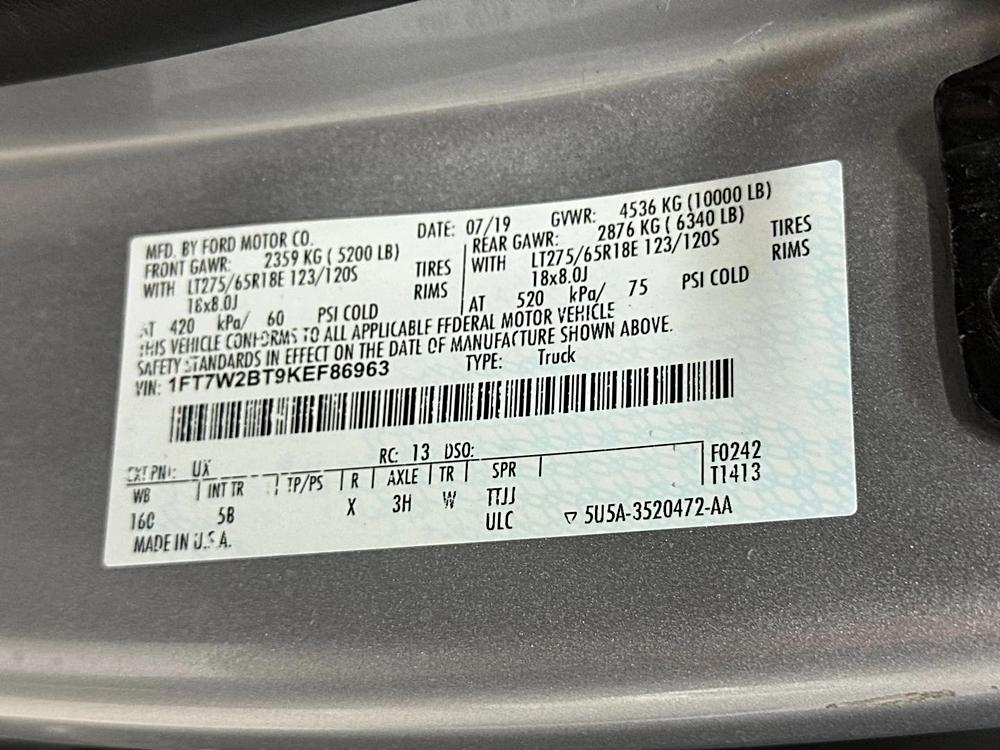 MFD. BY FORD MOTOR CO. DATE: 07/19 GVWR: 4536 KG (10000 LB)
FRONT GAWR: 2359 KG ( 5200 LB) REAR GAWR: 2876 KG ( 6340 LB)
WITH LT275/65R18E 123/120S TIRES WITH LT275/65R18E 123/120S TIRES
18x8.0J RIMS 18x8.0J RIMS
AT 420 kPa/ 60 PSI COLD AT 520 kPa/ 75 PSI COLD
THIS VEHICLE CONFORMS TO ALL APPLICABLE FEDERAL MOTOR VEHICLE
SAFETY STANDARDS IN EFFECT ON THE DATE OF MANUFACTURE SHOWN ABOVE.
VIN: 1FT7W2BT9KEF86963 TYPE: Truck
EXT PNT: UX RC: 13 DSO: F0242
WB | INT TR | TP/PS | R | AXLE | TR | SPR | T1413
160 5B X 3H W TTJJ
ULC ▽ 5U5A-3520472-AA
MADE IN U.S.A.